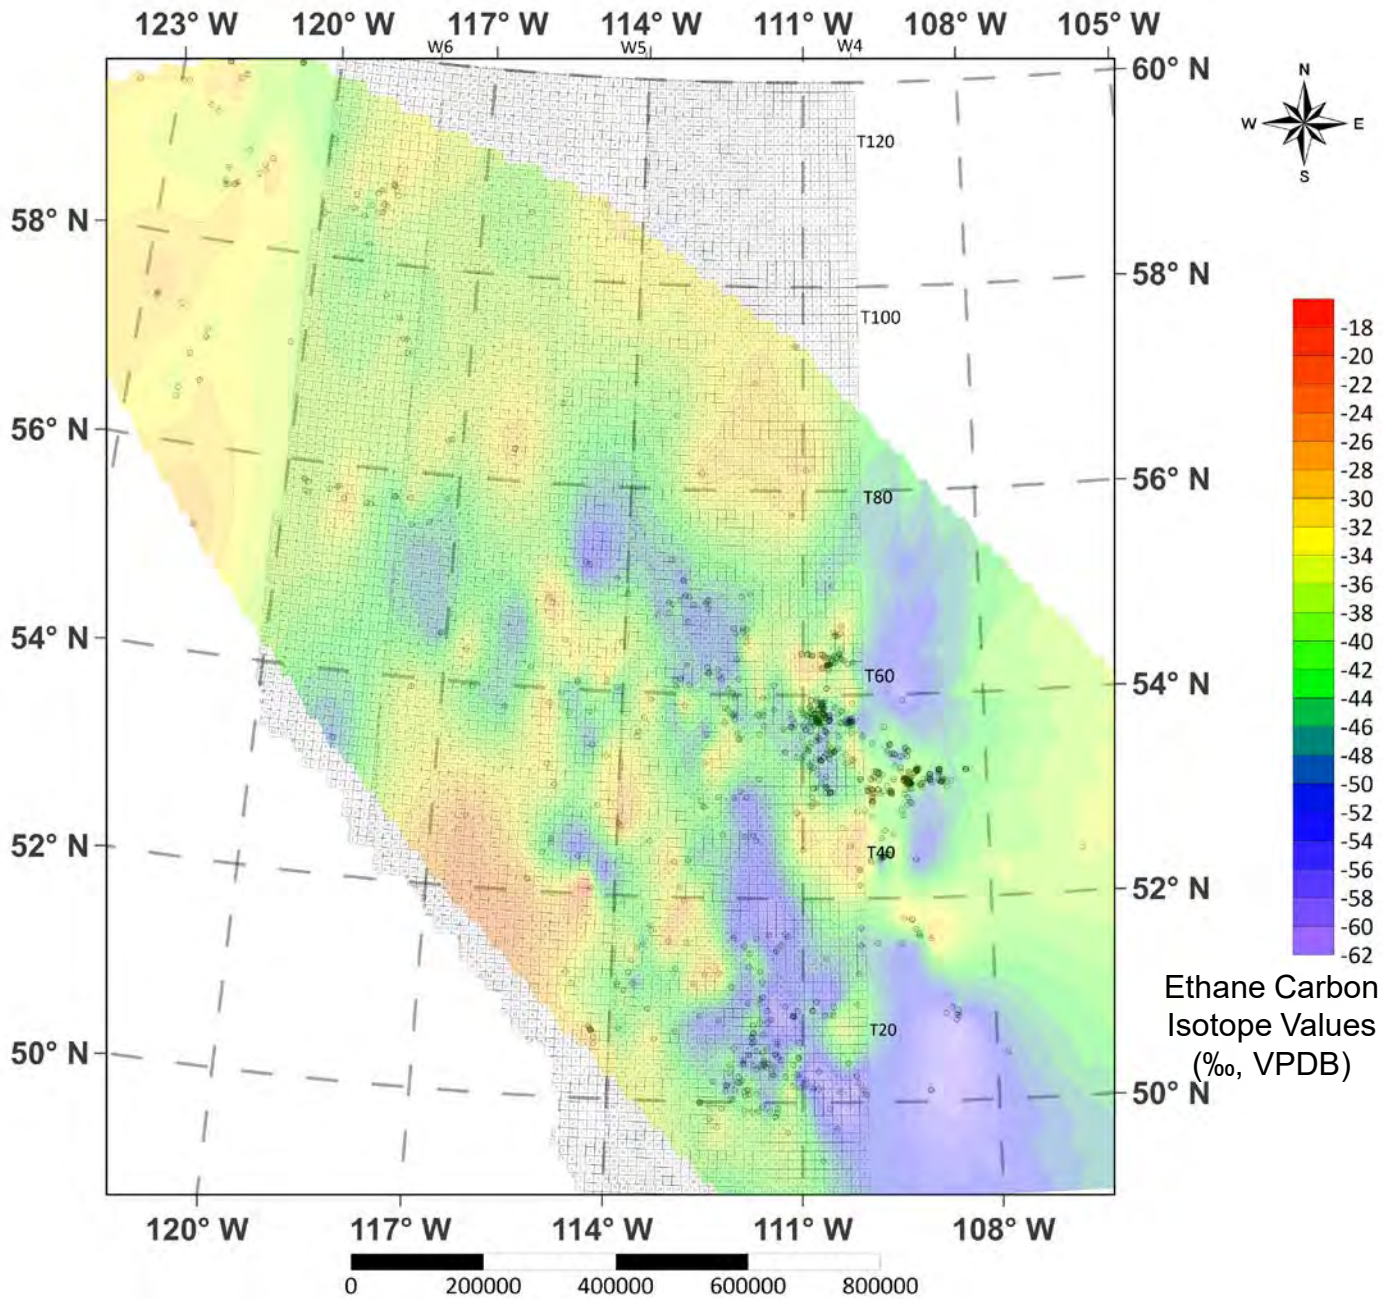 123° W 120° W 117° W 114° W 111° W 108° W 105° W
W6 W5 W4
60° N
N
W E
S
T120
58° N
58° N
T100
-18
-20
-22
-24
-26
-28
-30
-32
-34
-36
-38
-40
-42
-44
-46
-48
-50
-52
-54
-56
-58
-60
-62
56° N
56° N
T80
54° N
T60
54° N
52° N
T40
52° N
Ethane Carbon
Isotope Values
(‰, VPDB)
T20
50° N
50° N
120° W 117° W 114° W 111° W 108° W
0 200000 400000 600000 800000